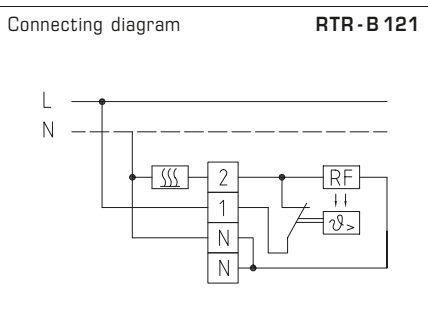 Connecting diagram RTR-B 121
L
N
2 RF
1
ϑ>
N
N